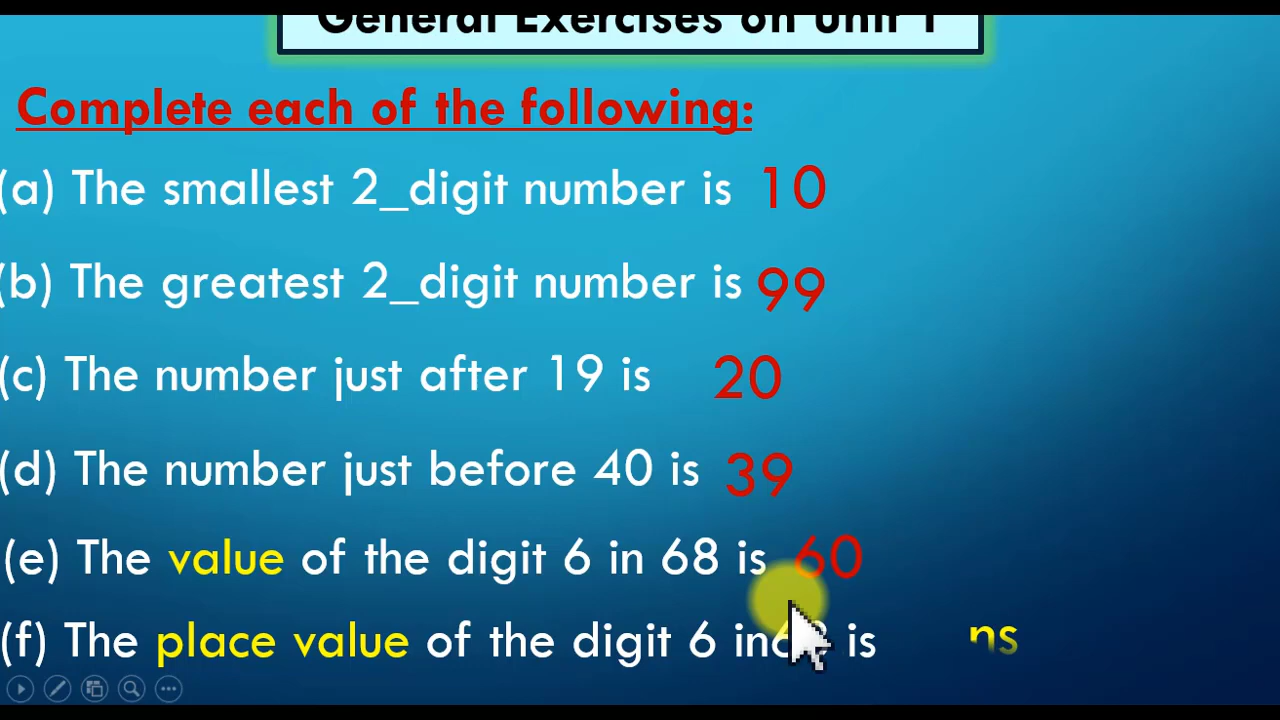 General Exercises on Unit 1
Complete each of the following:
(a) The smallest 2_digit number is 10
(b) The greatest 2_digit number is 99
(c) The number just after 19 is 20
(d) The number just before 40 is 39
(e) The value of the digit 6 in 68 is 60
(f) The place value of the digit 6 in is ns